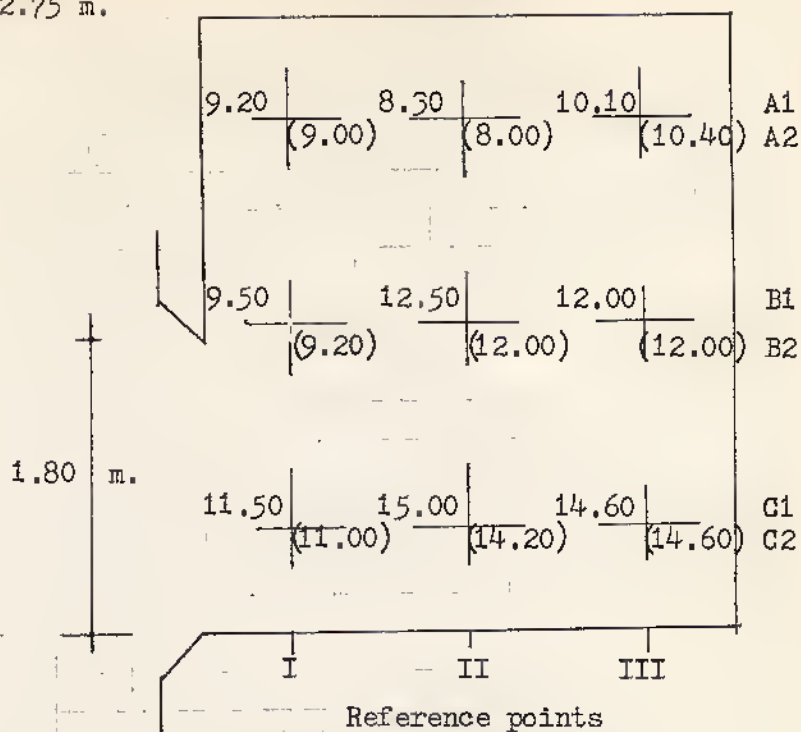 2.75 m.
9.20 8.30 10.10 A1
(9.00) (8.00) (10.40) A2
9.50 12.50 12.00 B1
(9.20) (12.00) (12.00) B2
1.80 m.
11.50 15.00 14.60 C1
(11.00) (14.20) (14.60) C2
I II III
Reference points